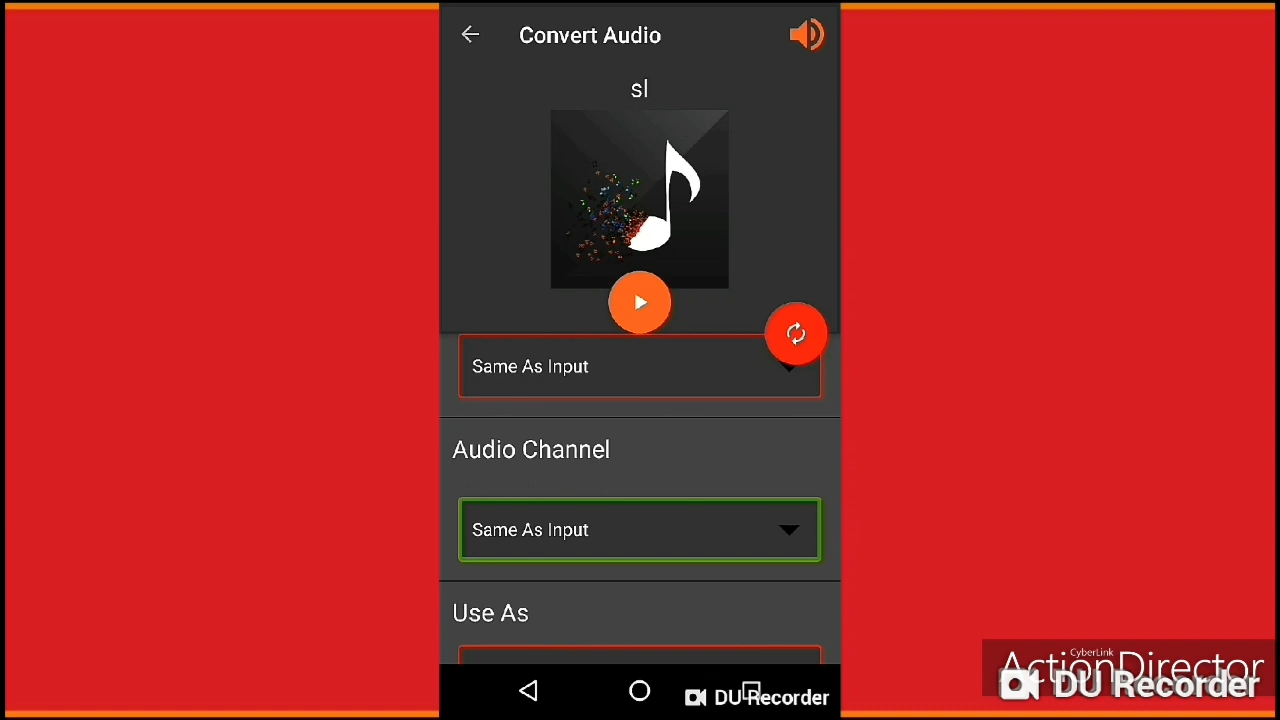 Convert Audio
sl
Same As Input
Audio Channel
Same As Input
Use As
CyberLink
ActionDirector
DU Recorder
DU Recorder